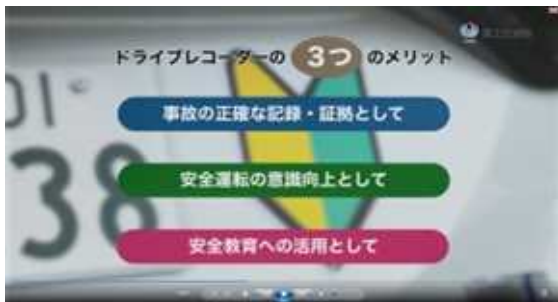 ドライブレコーダーの 3つ のメリット
事故の正確な記録・証拠として
安全運転の意識向上として
安全教育への活用として
38